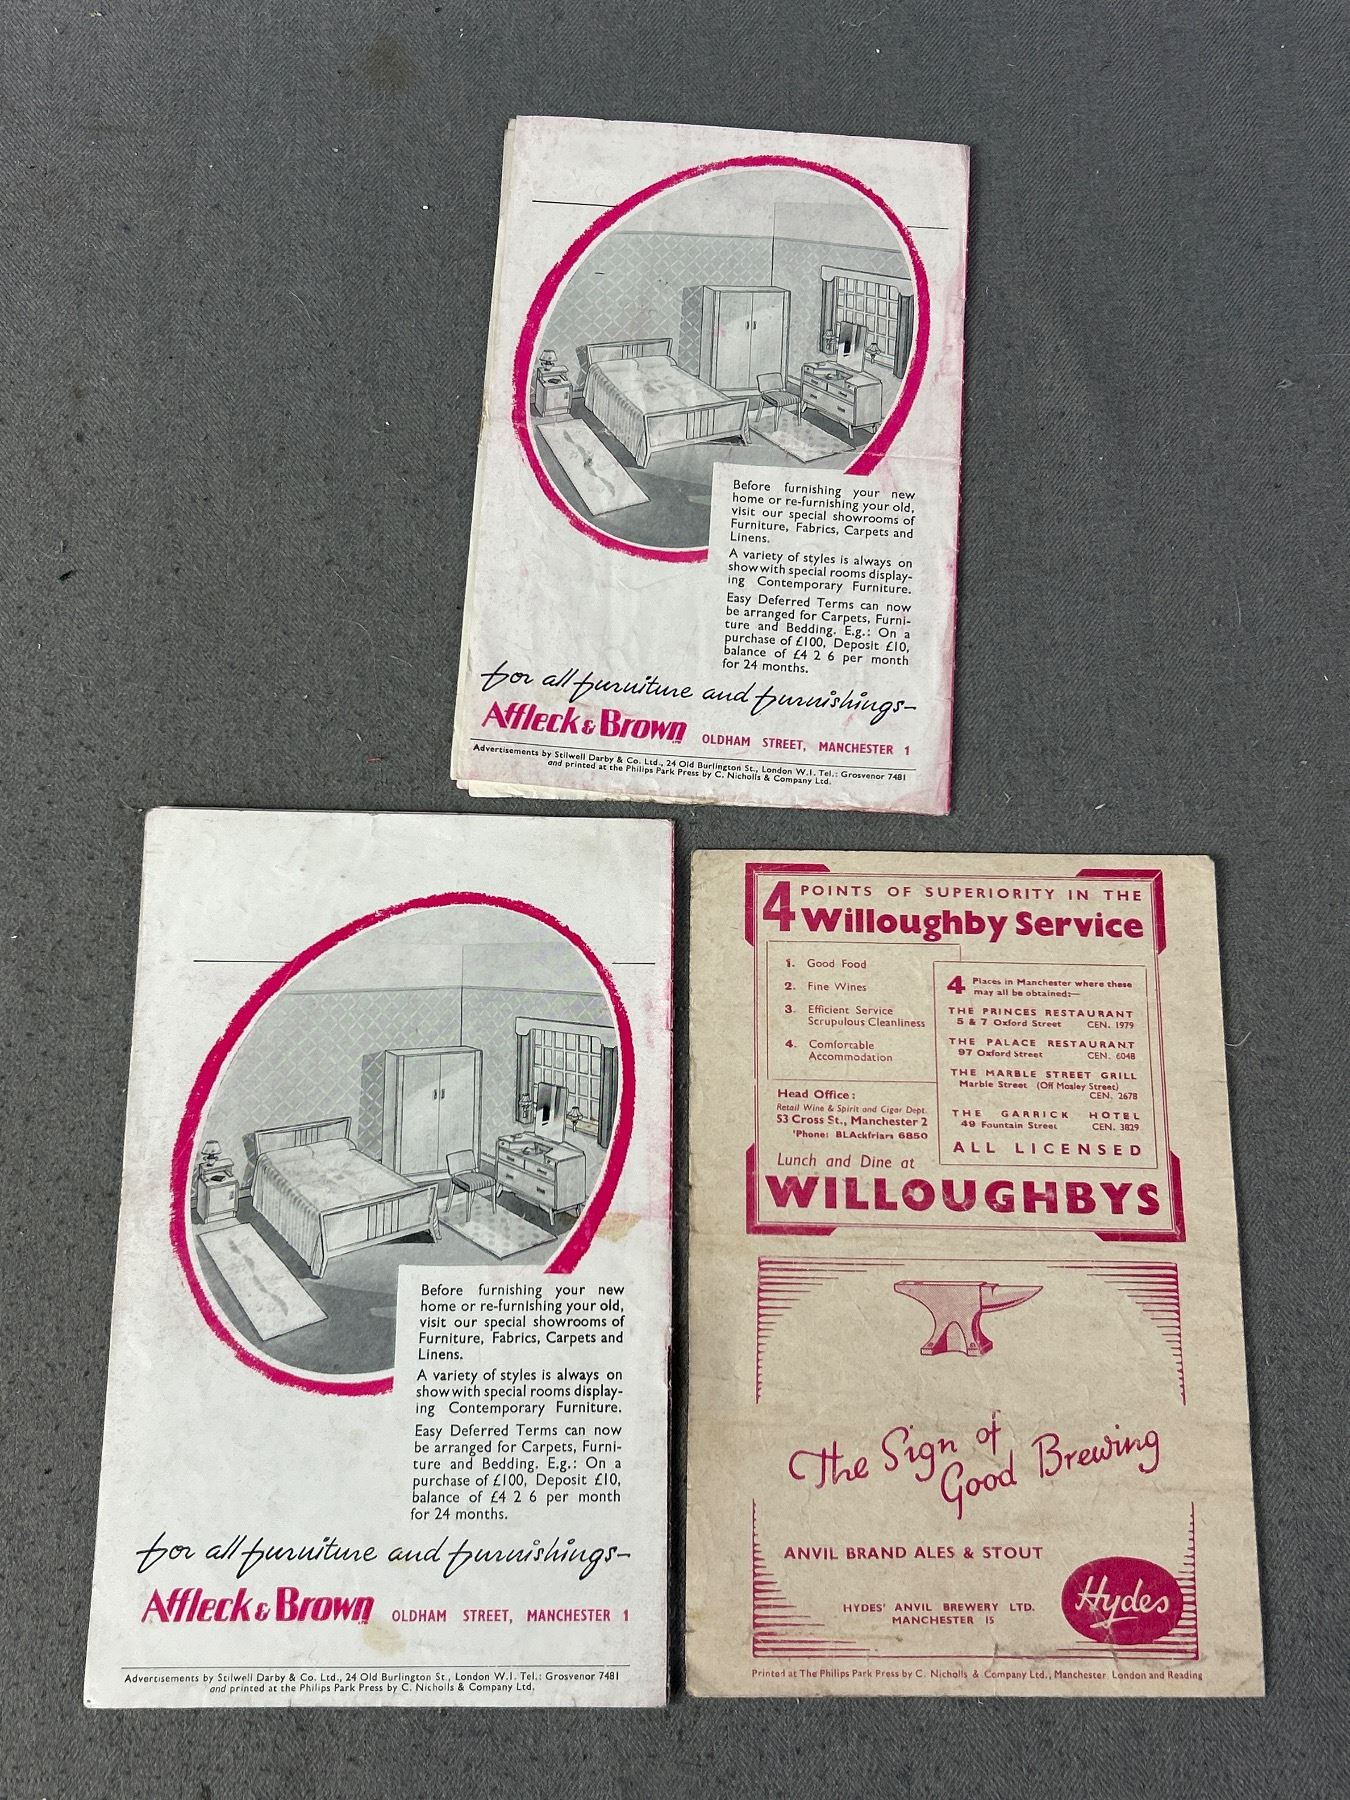 Before furnishing your new
home or re-furnishing your old,
visit our special showrooms of
Furniture, Fabrics, Carpets and
Linens.
A variety of styles is always on
show with special rooms display-
ing Contemporary Furniture.
Easy Deferred Terms can now
be arranged for Carpets, Furni-
ture and Bedding. E.g.: On a
purchase of £100, Deposit £10,
balance of £4 2 6 per month
for 24 months.
for all furniture and furnishings—
Affleck & Brown LTD OLDHAM STREET, MANCHESTER 1
Advertisements by Stilwell Darby & Co. Ltd., 24 Old Burlington St., London W.1. Tel.: Grosvenor 7481
and printed at the Philips Park Press by C. Nicholls & Company Ltd.
Before furnishing your new
home or re-furnishing your old,
visit our special showrooms of
Furniture, Fabrics, Carpets and
Linens.
A variety of styles is always on
show with special rooms display-
ing Contemporary Furniture.
Easy Deferred Terms can now
be arranged for Carpets, Furni-
ture and Bedding. E.g.: On a
purchase of £100, Deposit £10,
balance of £4 2 6 per month
for 24 months.
for all furniture and furnishings—
Affleck & Brown LTD OLDHAM STREET, MANCHESTER 1
Advertisements by Stilwell Darby & Co. Ltd., 24 Old Burlington St., London W.1. Tel.: Grosvenor 7481
and printed at the Philips Park Press by C. Nicholls & Company Ltd.
4 POINTS OF SUPERIORITY IN THE
Willoughby Service
1. Good Food
2. Fine Wines
3. Efficient Service
Scrupulous Cleanliness
4. Comfortable
Accommodation
Head Office:
Retail Wine & Spirit and Cigar Dept.
53 Cross St., Manchester 2
'Phone: BLAckfriars 6850
4 Places in Manchester where these
may all be obtained:—
THE PRINCES RESTAURANT
5 & 7 Oxford Street CEN. 1979
THE PALACE RESTAURANT
97 Oxford Street CEN. 6048
THE MARBLE STREET GRILL
Marble Street (Off Mosley Street)
CEN. 2678
THE GARRICK HOTEL
49 Fountain Street CEN. 3829
ALL LICENSED
Lunch and Dine at
WILLOUGHBYS
The Sign of
Good Brewing
ANVIL BRAND ALES & STOUT
HYDES' ANVIL BREWERY LTD.
MANCHESTER 15
Hydes
Printed at The Philips Park Press by C. Nicholls & Company Ltd., Manchester London and Reading